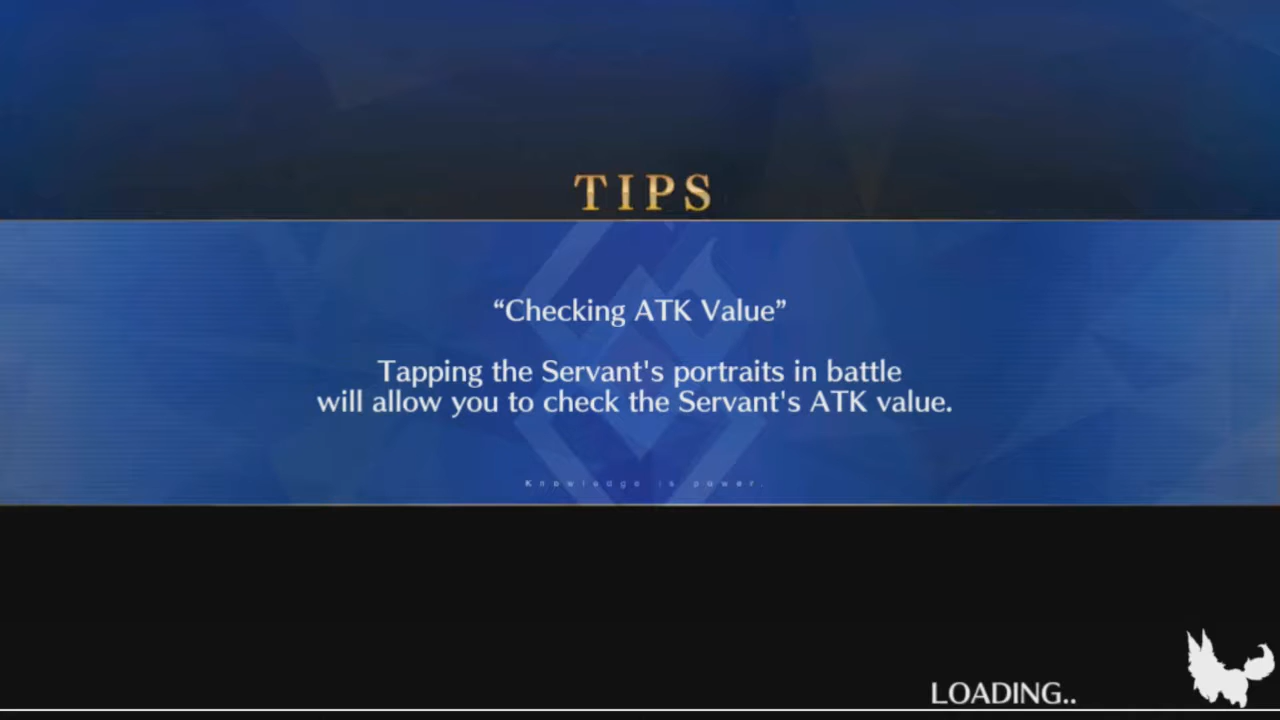 TIPS
“Checking ATK Value”
Tapping the Servant's portraits in battle
will allow you to check the Servant's ATK value.
Knowledge is power.
LOADING..